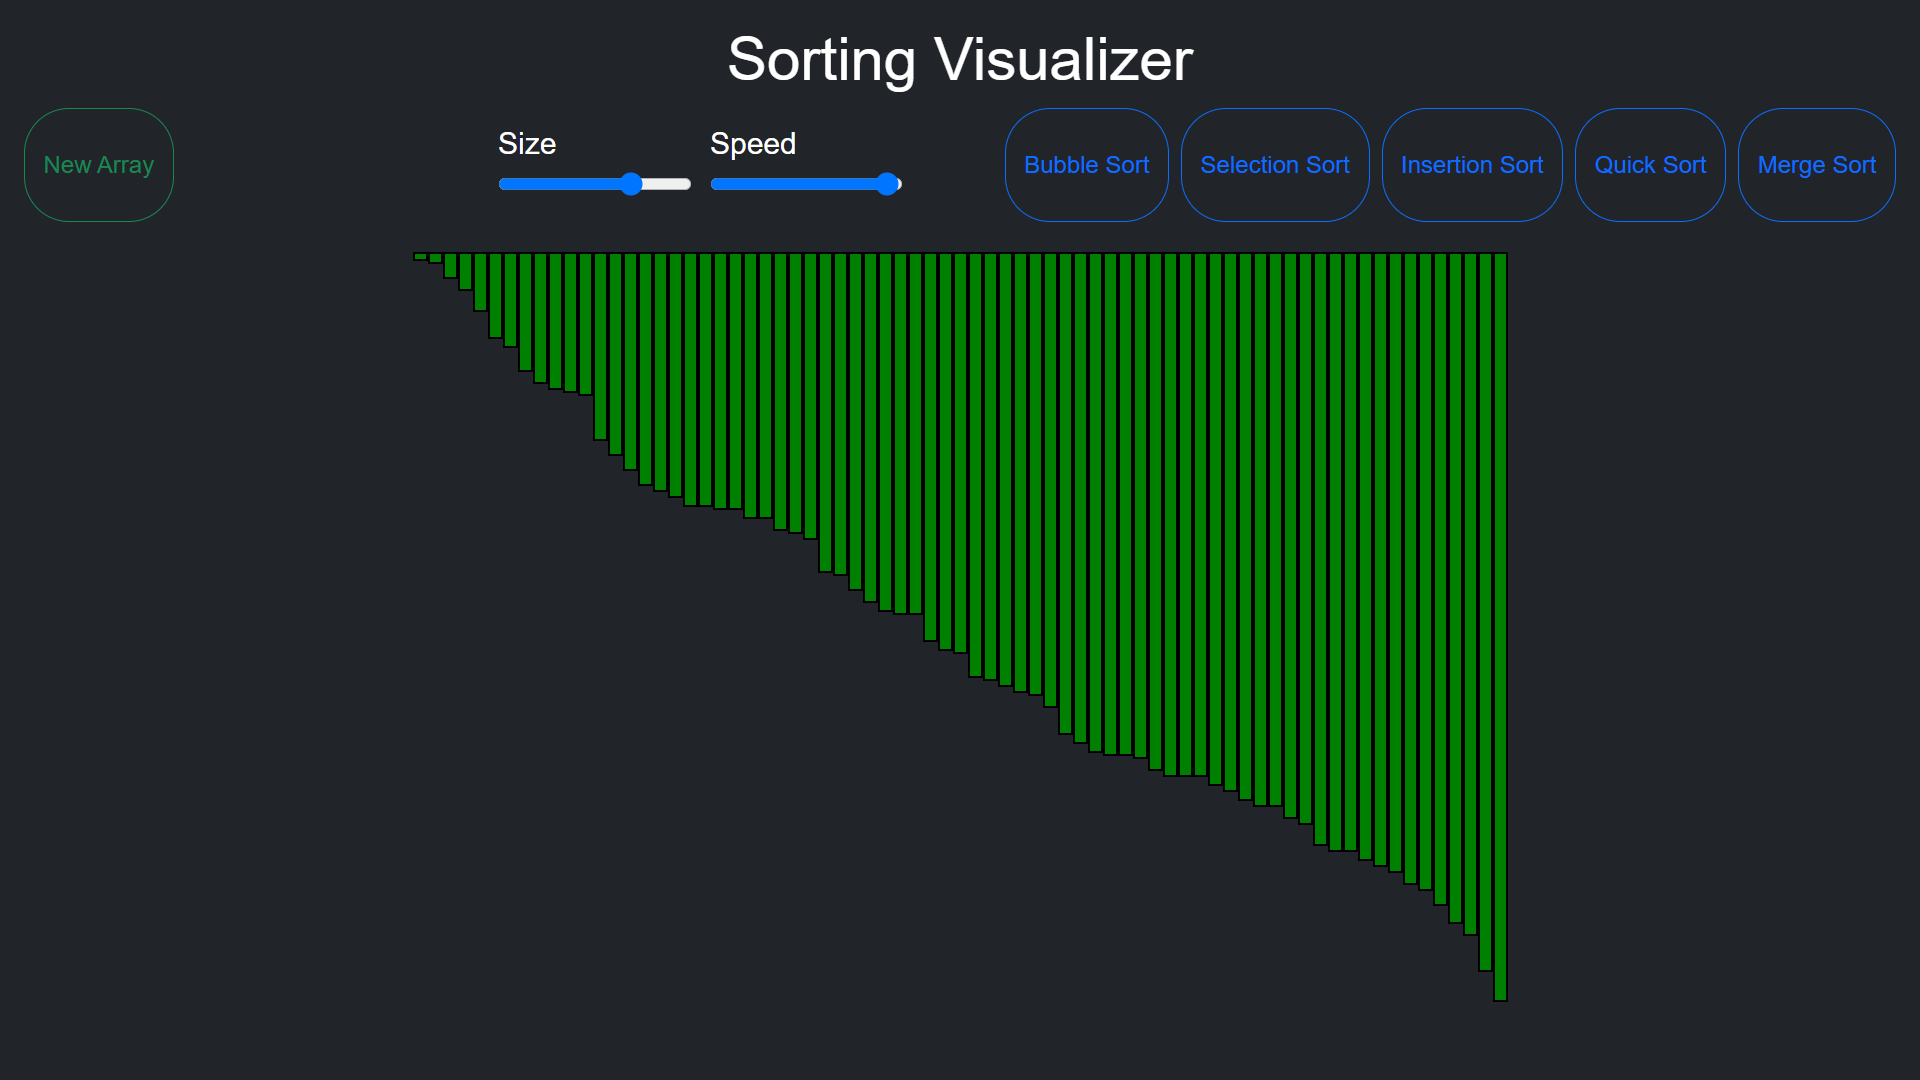 Sorting Visualizer
New Array
Size
Speed
Bubble Sort
Selection Sort
Insertion Sort
Quick Sort
Merge Sort